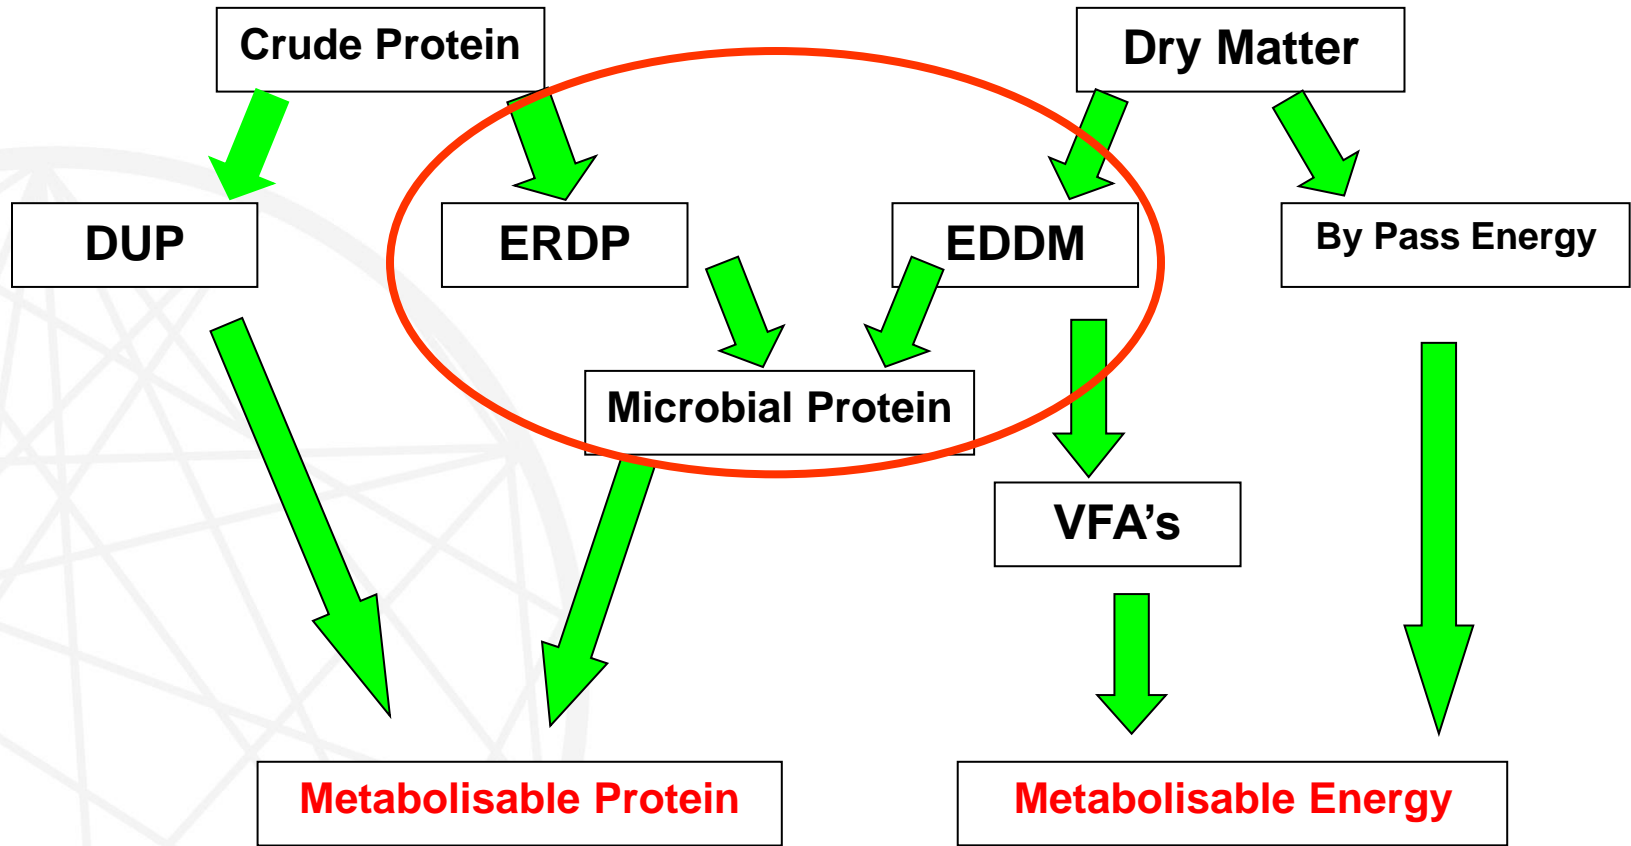 Crude Protein
Dry Matter
DUP
ERDP
EDDM
By Pass Energy
Microbial Protein
VFA’s
Metabolisable Protein
Metabolisable Energy